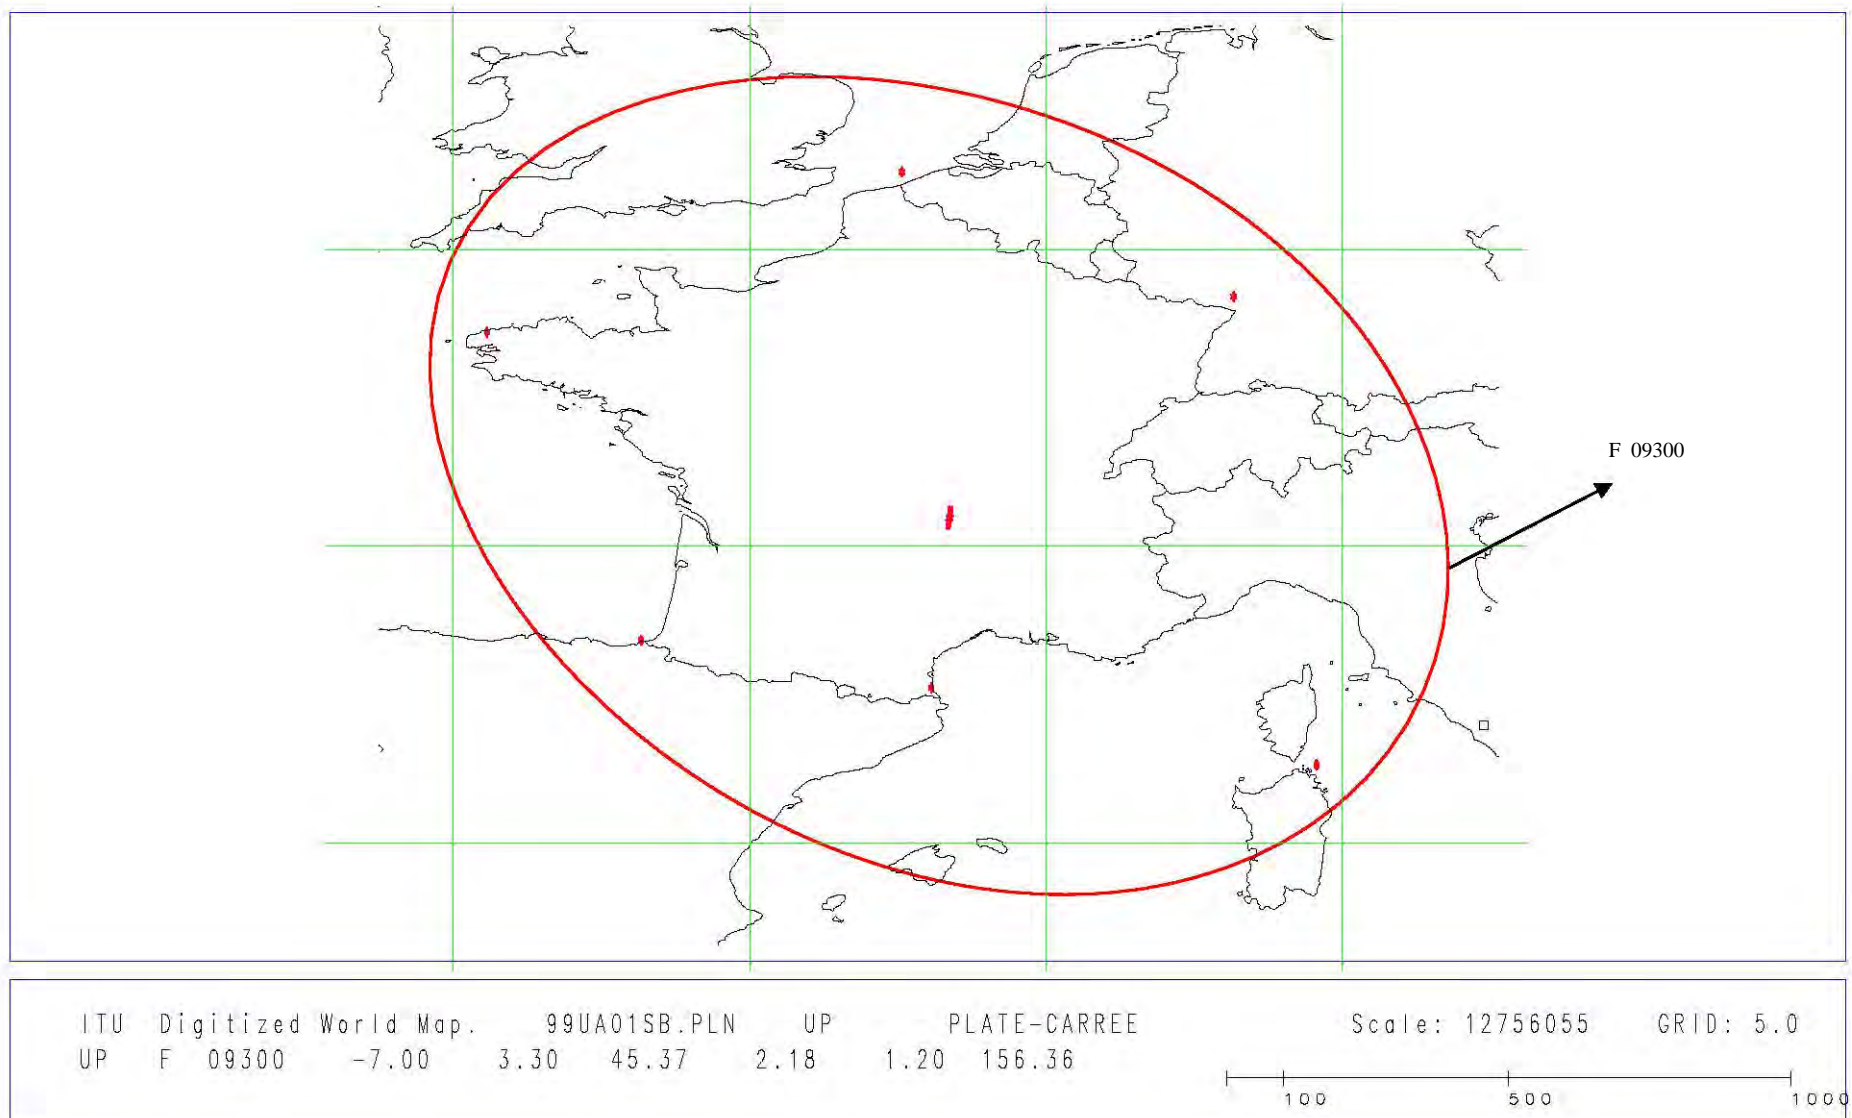 F 09300
ITU Digitized World Map. 99UA01SB.PLN UP PLATE-CARREE Scale: 12756055 GRID: 5.0
UP F 09300 -7.00 3.30 45.37 2.18 1.20 156.36
100 500 1000